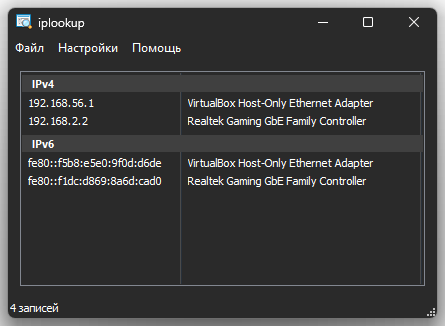 iplookup
Файл Настройки Помощь
IPv4
192.168.56.1 VirtualBox Host-Only Ethernet Adapter
192.168.2.2 Realtek Gaming GbE Family Controller
IPv6
fe80::f5b8:e5e0:9f0d:d6de VirtualBox Host-Only Ethernet Adapter
fe80::f1dc:d869:8a6d:cad0 Realtek Gaming GbE Family Controller
4 записей